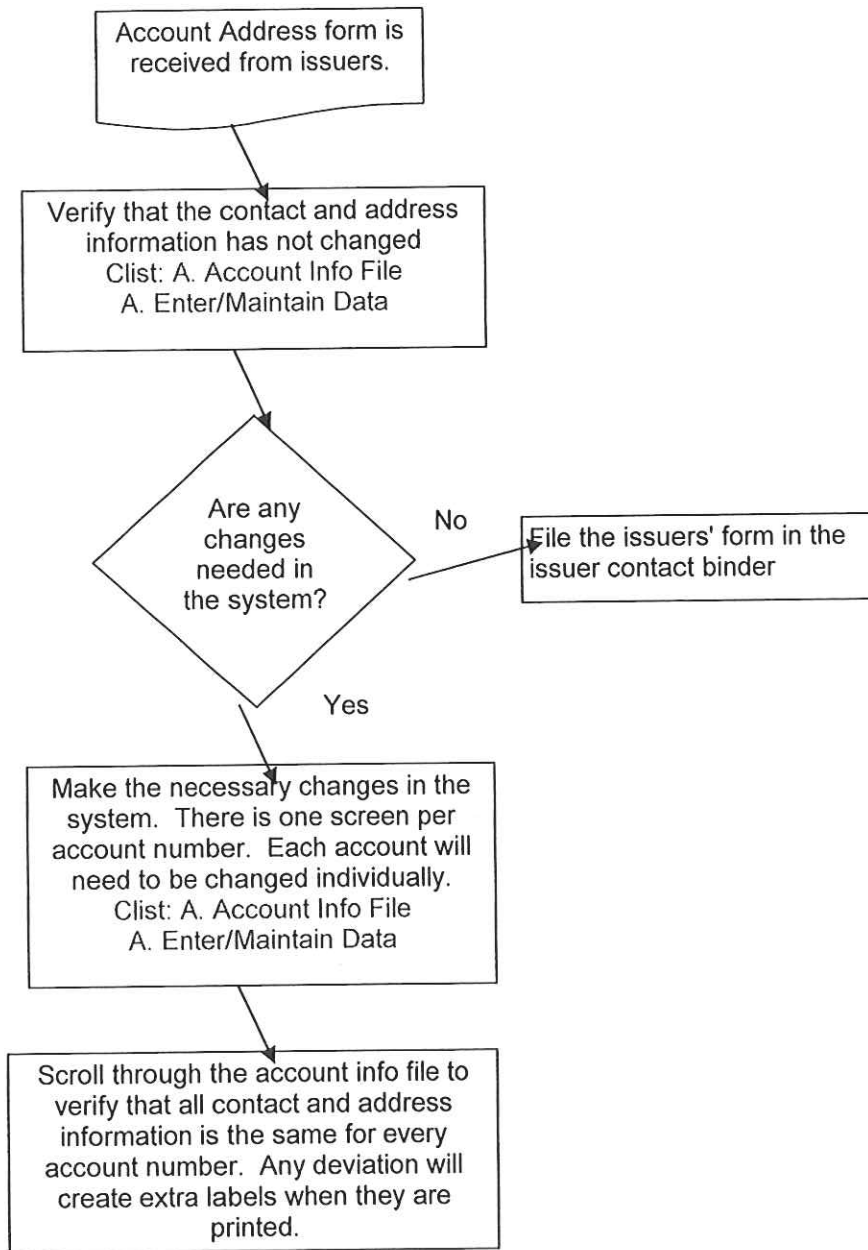 Account Address form is
received from issuers.
Verify that the contact and address
information has not changed
Clist: A. Account Info File
A. Enter/Maintain Data
Are any
changes
needed in
the system?
No
File the issuers' form in the
issuer contact binder
Yes
Make the necessary changes in the
system. There is one screen per
account number. Each account will
need to be changed individually.
Clist: A. Account Info File
A. Enter/Maintain Data
Scroll through the account info file to
verify that all contact and address
information is the same for every
account number. Any deviation will
create extra labels when they are
printed.